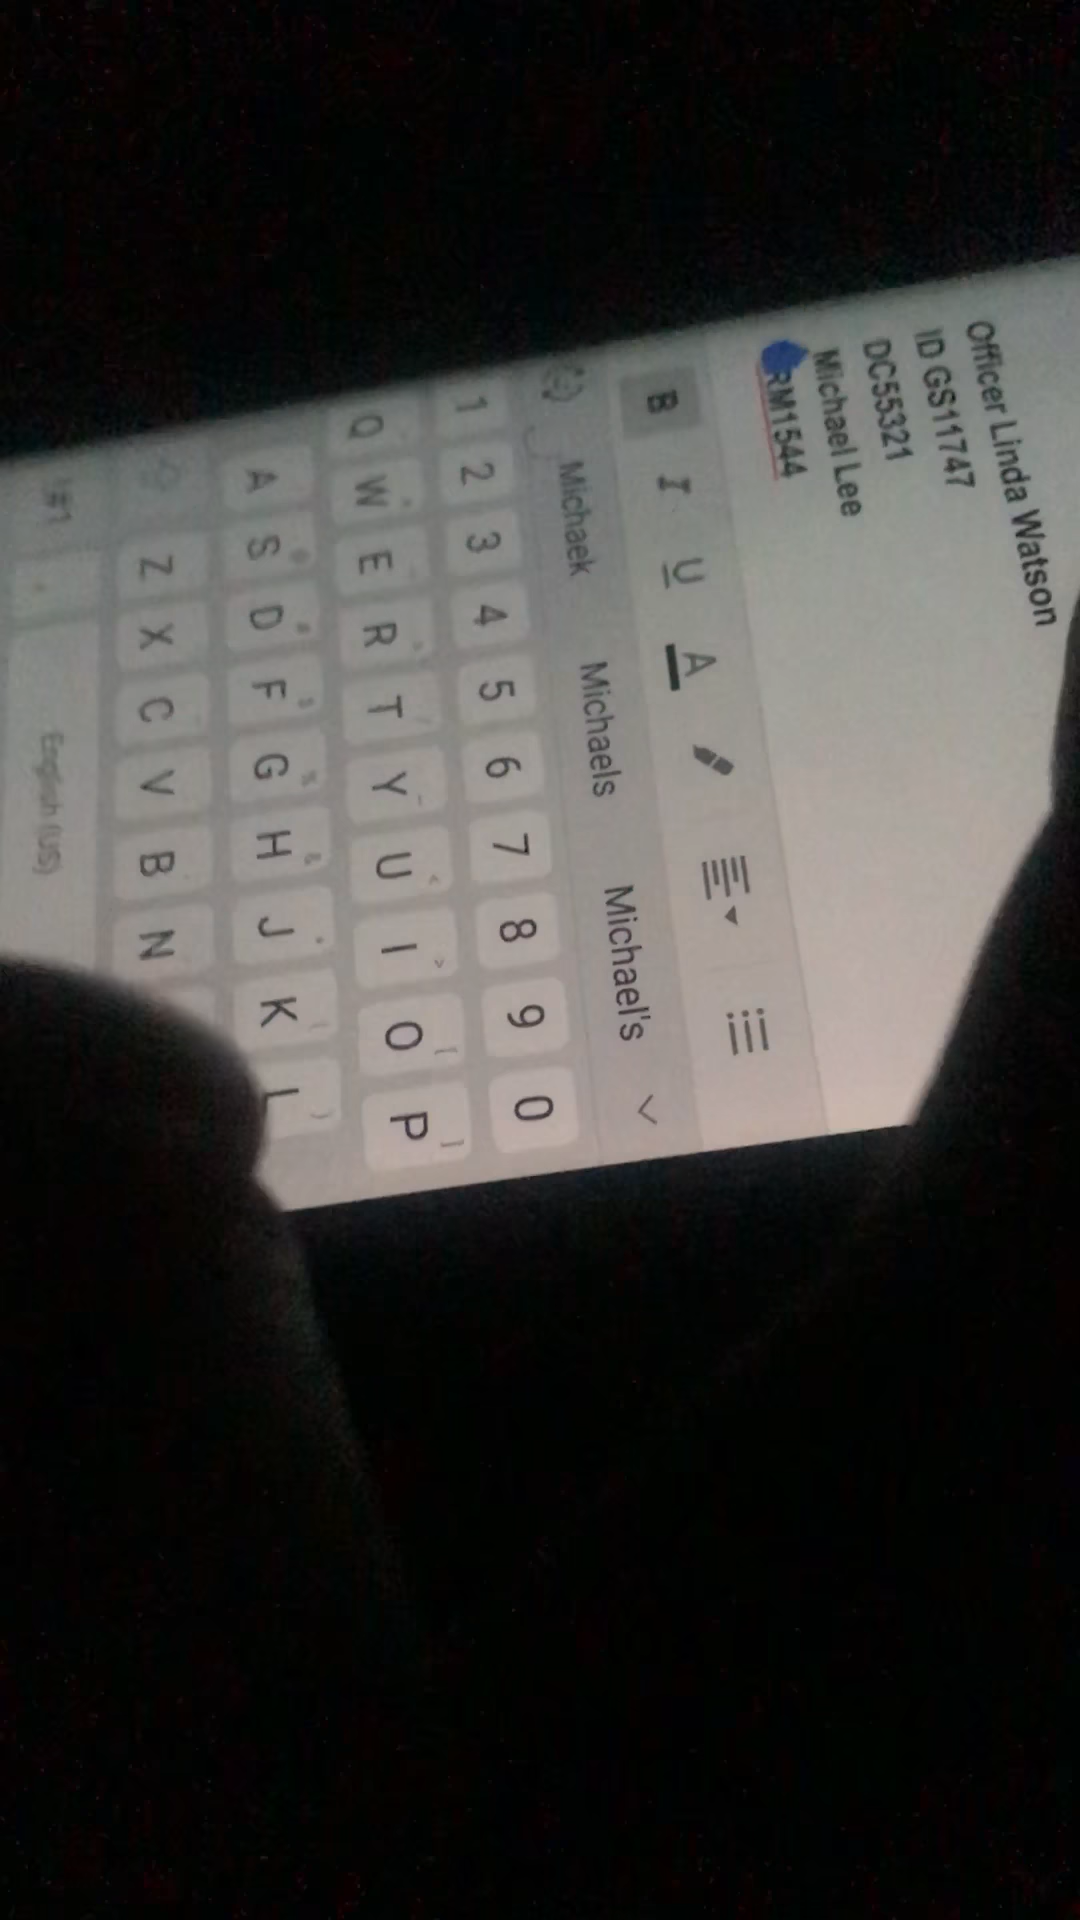 Officer Linda Watson
ID GS11747
DC55321
Michael Lee
RM1544
B I U A
Michaek Michaels Michael's
1 2 3 4 5 6 7 8 9 0
Q W E R T Y U I O P
A S D F G H J K L
Z X C V B N
!#1 , English (US)